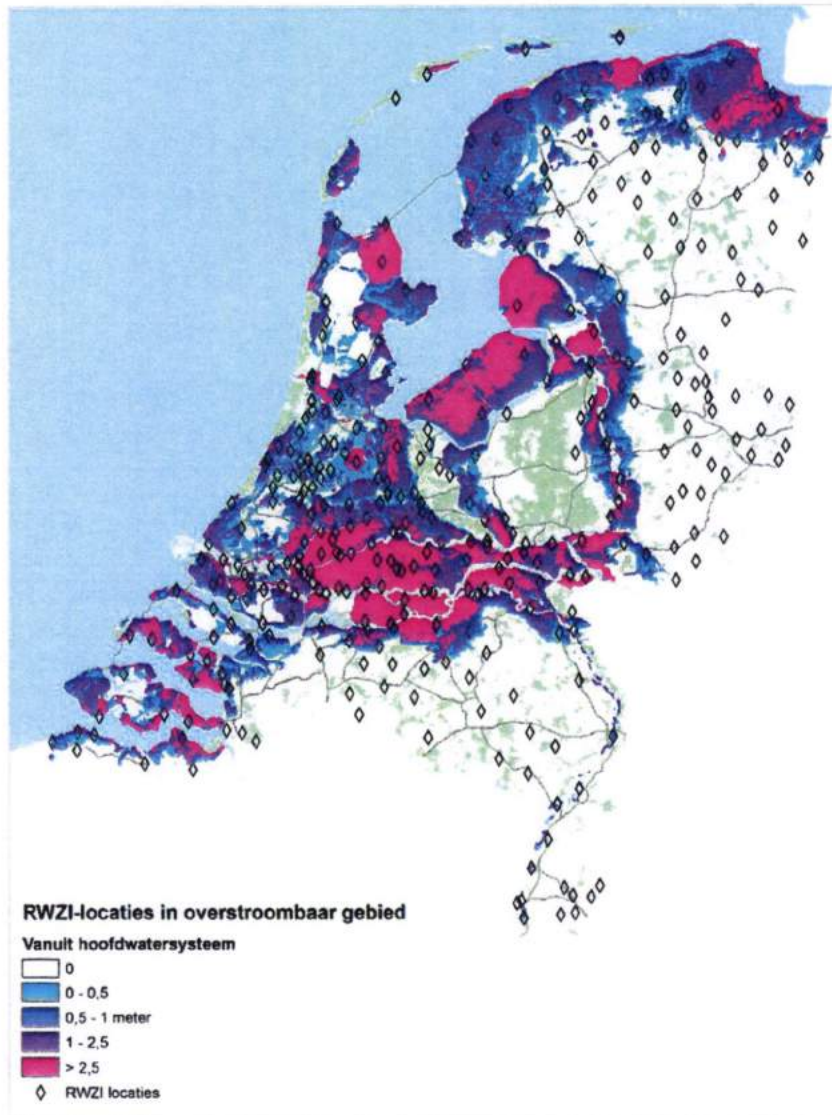 RWZI-locaties in overstroombaar gebied
Vanuit hoofdwatersysteem
0
0 - 0,5
0,5 - 1 meter
1 - 2,5
> 2,5
RWZI locaties